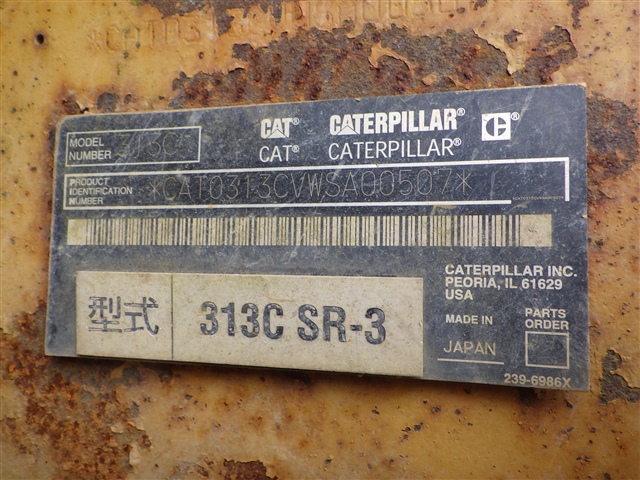 CAT® CATERPILLAR® C®
MODEL NUMBER 313C
CAT® CATERPILLAR®
PRODUCT IDENTIFICATION NUMBER *CAT0313CVWSA00507*
CATERPILLAR INC.
PEORIA, IL 61629
USA
型式 313C SR-3
MADE IN JAPAN
PARTS ORDER
239-6986X